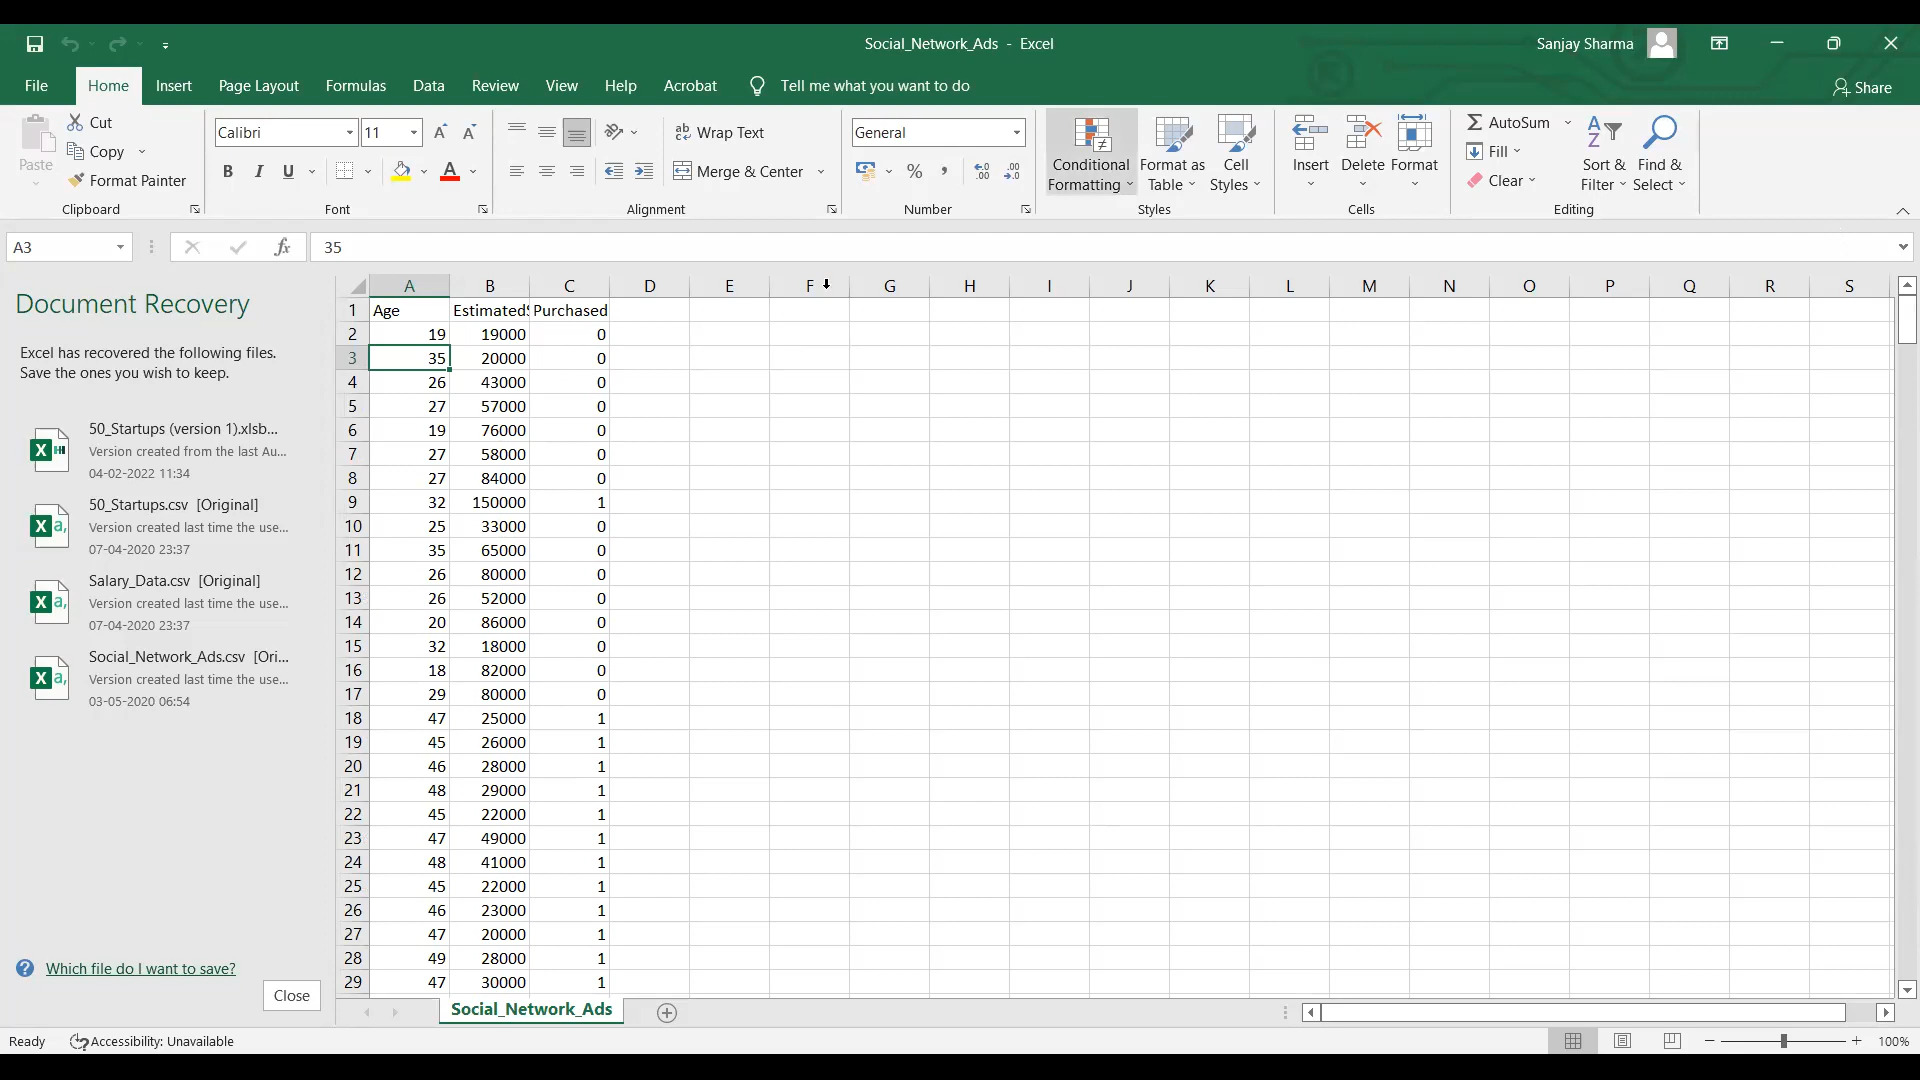 Social_Network_Ads - Excel
Sanjay Sharma
File Home Insert Page Layout Formulas Data Review View Help Acrobat Tell me what you want to do Share
Paste
Cut
Copy
Format Painter
Clipboard
Calibri 11
B I U A
Font
ab Wrap Text
Merge & Center
Alignment
General
% ,
Number
Conditional Formatting
Format as Table
Cell Styles
Styles
Insert Delete Format
Cells
AutoSum
Fill
Clear
Sort & Filter
Find & Select
Editing
A3 fx 35
Document Recovery
Excel has recovered the following files.
Save the ones you wish to keep.
50_Startups (version 1).xlsb...
Version created from the last Au...
04-02-2022 11:34
50_Startups.csv [Original]
Version created last time the use...
07-04-2020 23:37
Salary_Data.csv [Original]
Version created last time the use...
07-04-2020 23:37
Social_Network_Ads.csv [Ori...
Version created last time the use...
03-05-2020 06:54
Which file do I want to save?
Close
A B C D E F G H I J K L M N O P Q R S
1 Age EstimatedS Purchased
2 19 19000 0
3 35 20000 0
4 26 43000 0
5 27 57000 0
6 19 76000 0
7 27 58000 0
8 27 84000 0
9 32 150000 1
10 25 33000 0
11 35 65000 0
12 26 80000 0
13 26 52000 0
14 20 86000 0
15 32 18000 0
16 18 82000 0
17 29 80000 0
18 47 25000 1
19 45 26000 1
20 46 28000 1
21 48 29000 1
22 45 22000 1
23 47 49000 1
24 48 41000 1
25 45 22000 1
26 46 23000 1
27 47 20000 1
28 49 28000 1
29 47 30000 1
Social_Network_Ads
Ready Accessibility: Unavailable 100%